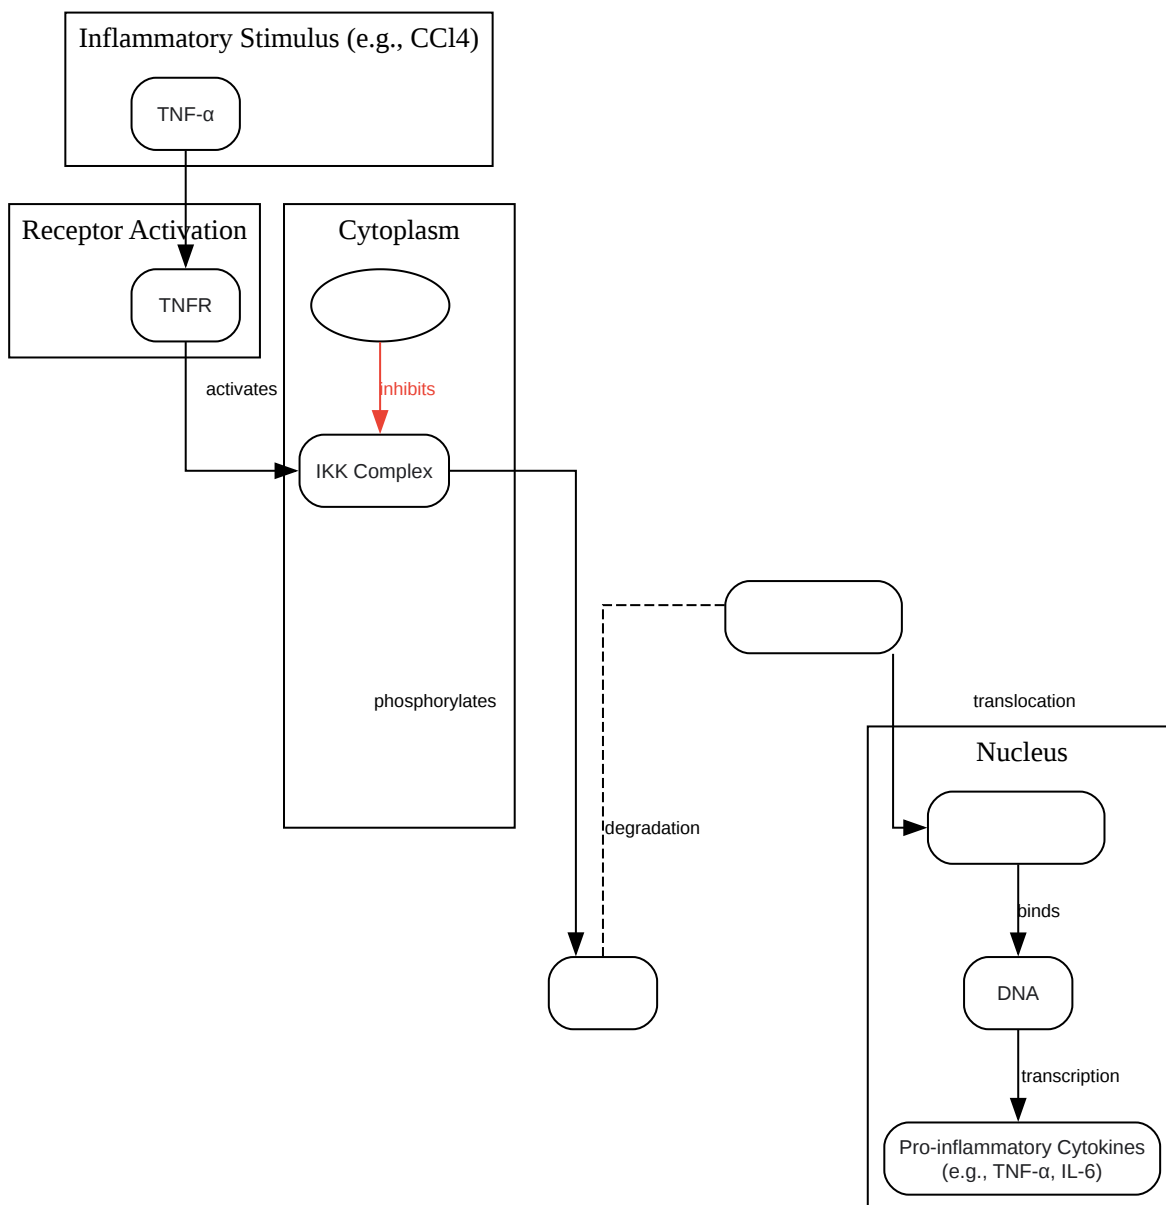 Inflammatory Stimulus (e.g., CCl4)
TNF-α
Receptor Activation
Cytoplasm
TNFR
activates
inhibits
IKK Complex
phosphorylates
translocation
Nucleus
degradation
binds
DNA
transcription
Pro-inflammatory Cytokines
(e.g., TNF-α, IL-6)